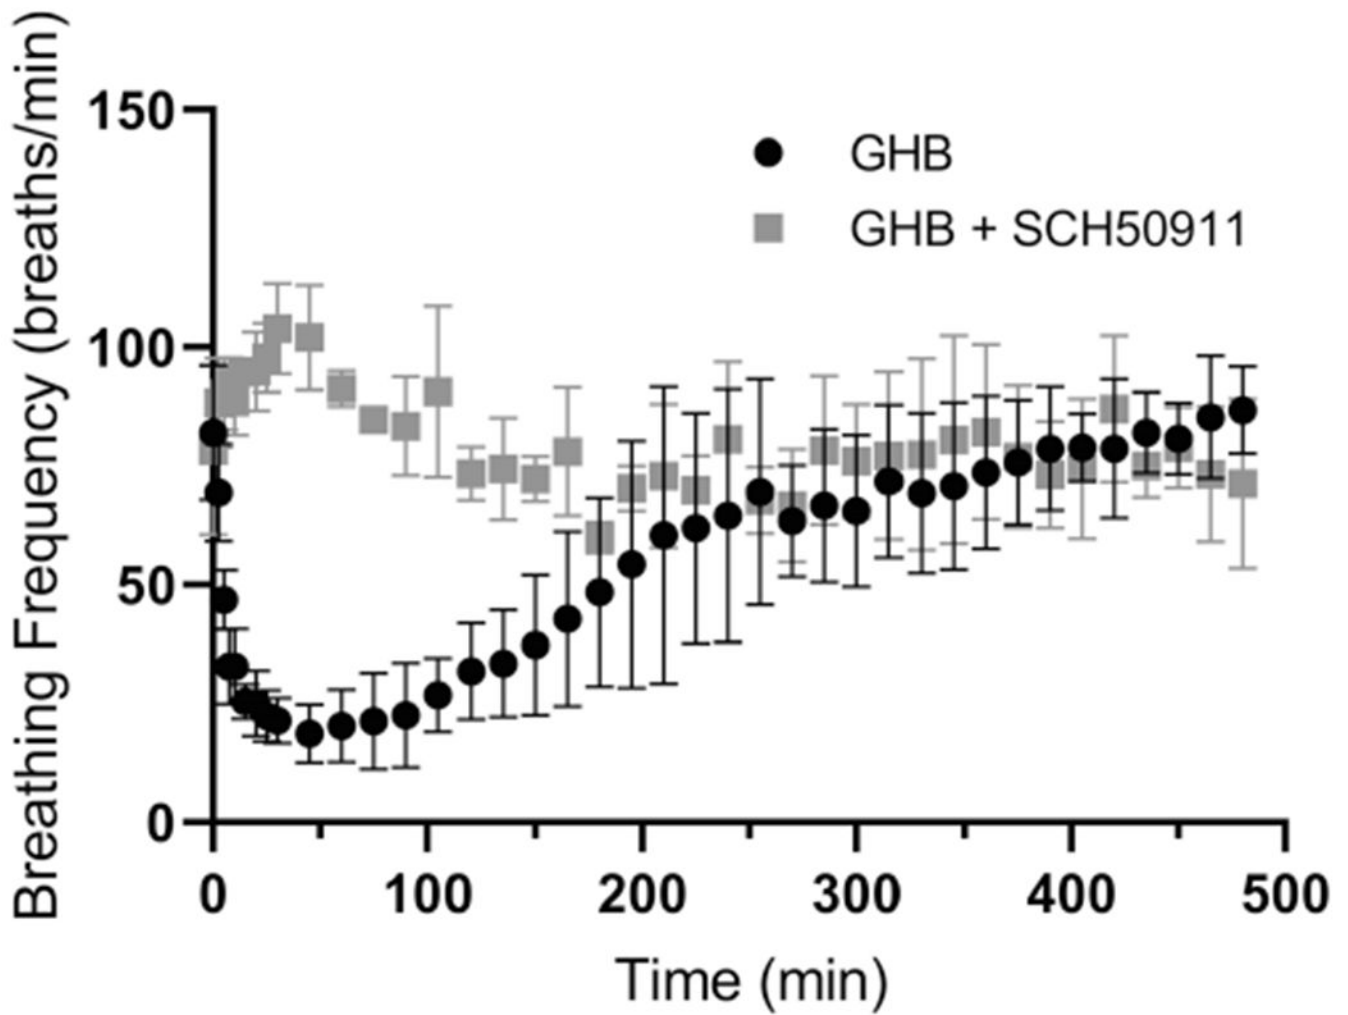 Breathing Frequency (breaths/min)
150
100
50
0
GHB
GHB + SCH50911
0 100 200 300 400 500
Time (min)